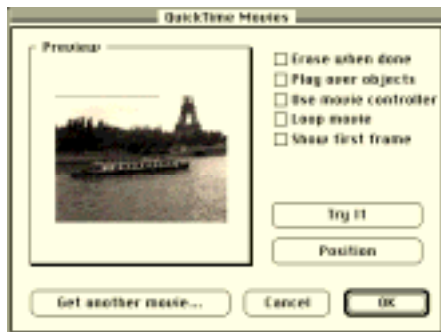 QuickTime Movies
Preview
Erase when done
Play over objects
Use movie controller
Loop movie
Show first frame
Try It
Position
Get another movie...
Cancel
OK